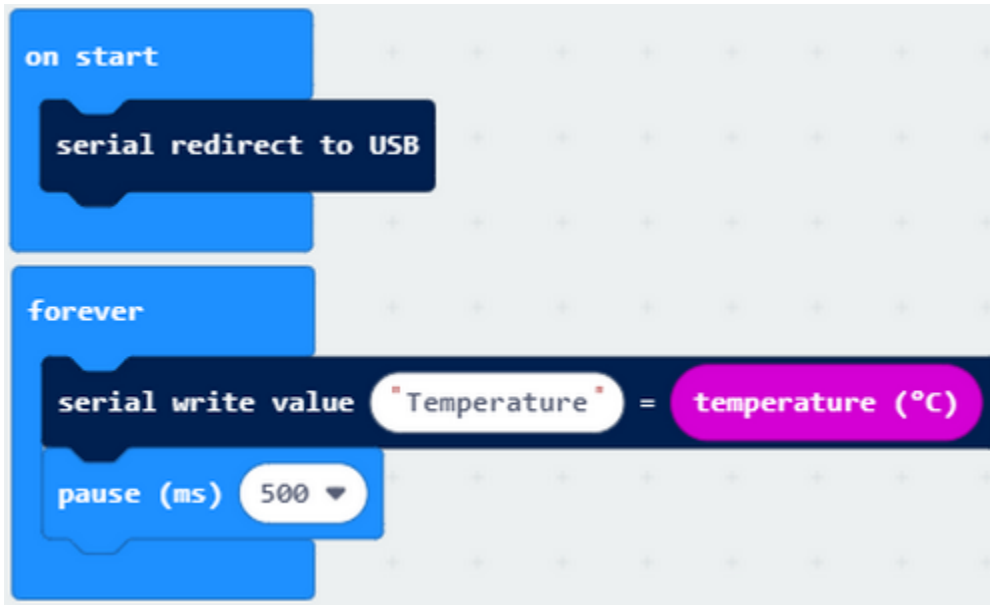 on start
serial redirect to USB
forever
serial write value "Temperature" = temperature (°C)
pause (ms) 500